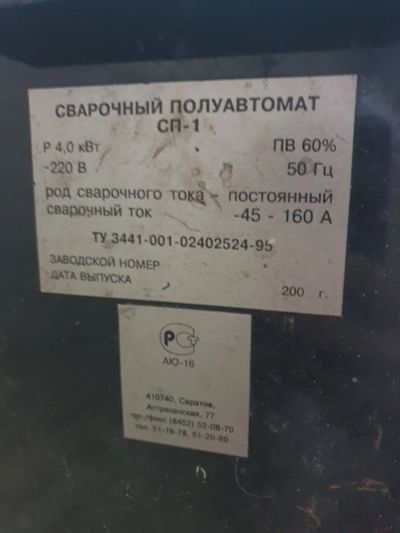 СВАРОЧНЫЙ ПОЛУАВТОМАТ
СП-1
Р 4,0 кВт ПВ 60%
~220 В 50 Гц
род сварочного тока - постоянный
сварочный ток -45 - 160 А
ТУ 3441-001-02402524-95
ЗАВОДСКОЙ НОМЕР
ДАТА ВЫПУСКА 200 г.
РСТ
АЮ-16
410740, Саратов,
Астраханская, 77
тел./факс (8452) 52-08-70
тел. 51-19-78, 51-20-80